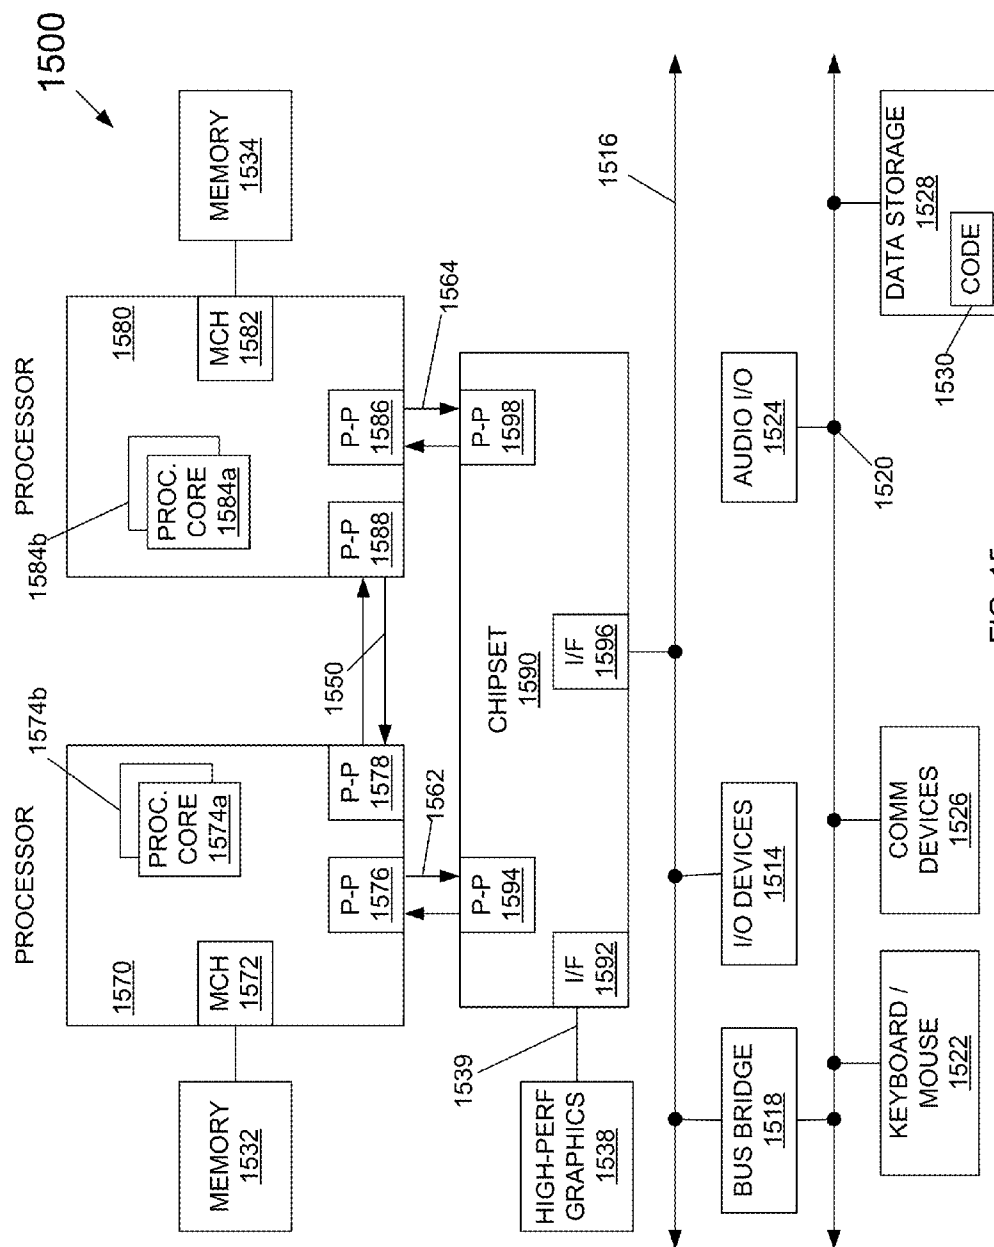 1500
PROCESSOR
PROCESSOR
1574b
1584b
MEMORY
1532
1570
MCH
1572
PROC.
CORE
1574a
P-P
1576
P-P
1578
1550
PROC.
CORE
1584a
1580
MCH
1582
P-P
1588
P-P
1586
MEMORY
1534
1562
1564
HIGH-PERF
GRAPHICS
1538
1539
I/F
1592
P-P
1594
CHIPSET
1590
I/F
1596
P-P
1598
1516
BUS BRIDGE
1518
I/O DEVICES
1514
AUDIO I/O
1524
1520
KEYBOARD /
MOUSE
1522
COMM
DEVICES
1526
DATA STORAGE
1528
CODE
1530